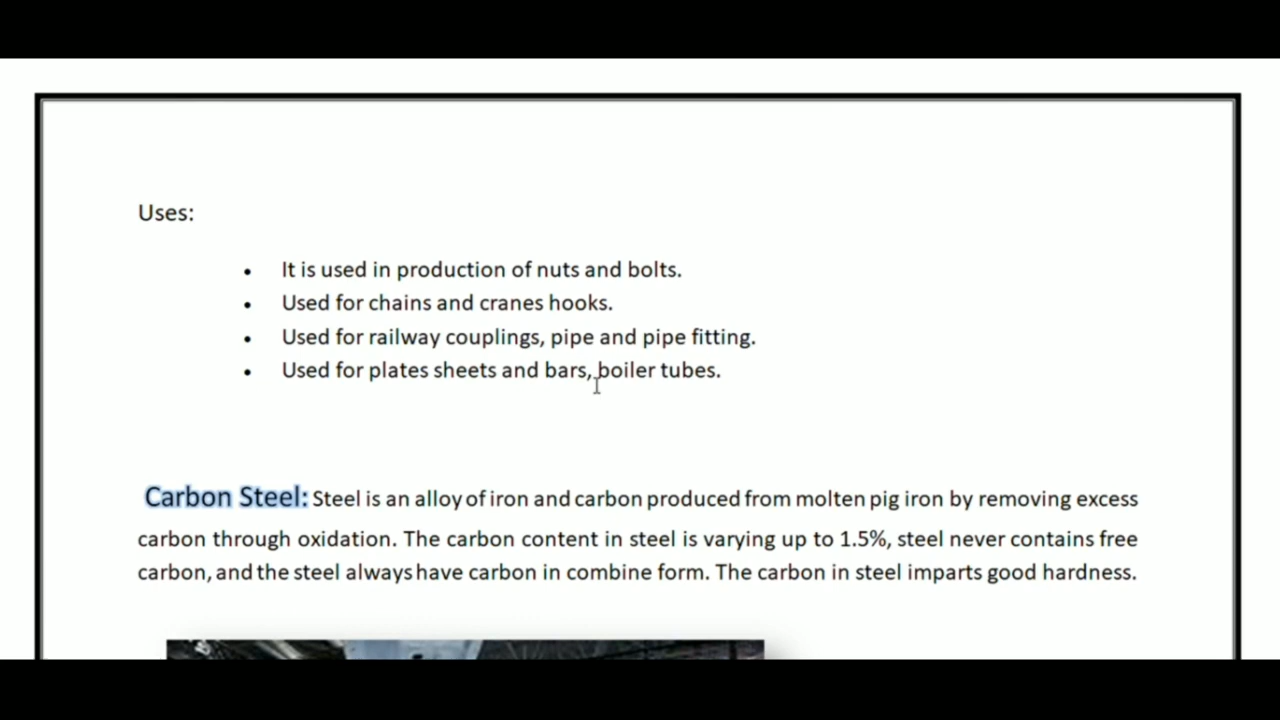 Uses:
• It is used in production of nuts and bolts.
• Used for chains and cranes hooks.
• Used for railway couplings, pipe and pipe fitting.
• Used for plates sheets and bars, boiler tubes.
Carbon Steel: Steel is an alloy of iron and carbon produced from molten pig iron by removing excess
carbon through oxidation. The carbon content in steel is varying up to 1.5%, steel never contains free
carbon, and the steel always have carbon in combine form. The carbon in steel imparts good hardness.